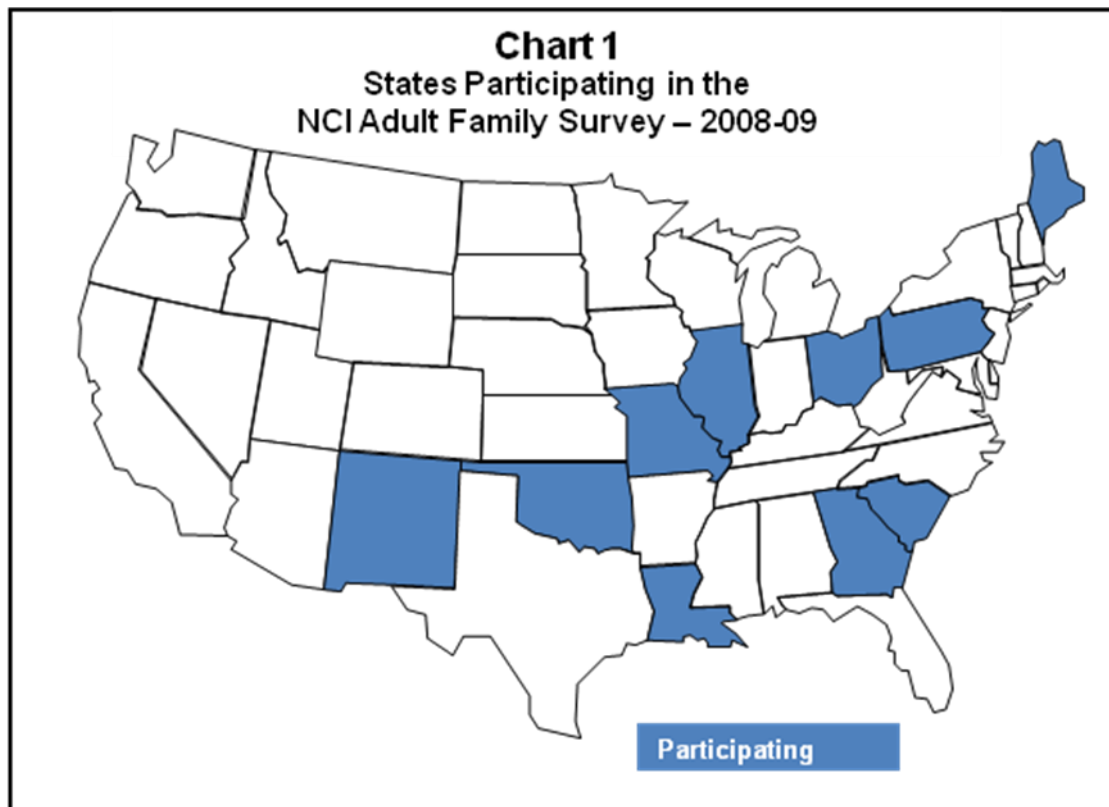 Chart 1
States Participating in the
NCI Adult Family Survey – 2008-09
Participating